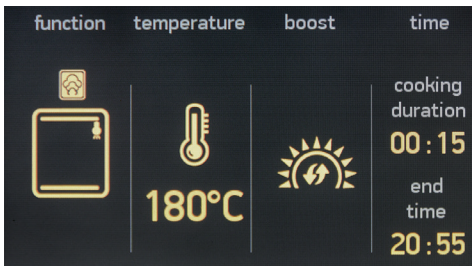 function temperature boost time
cooking
duration
00:15
180°C
end
time
20:55